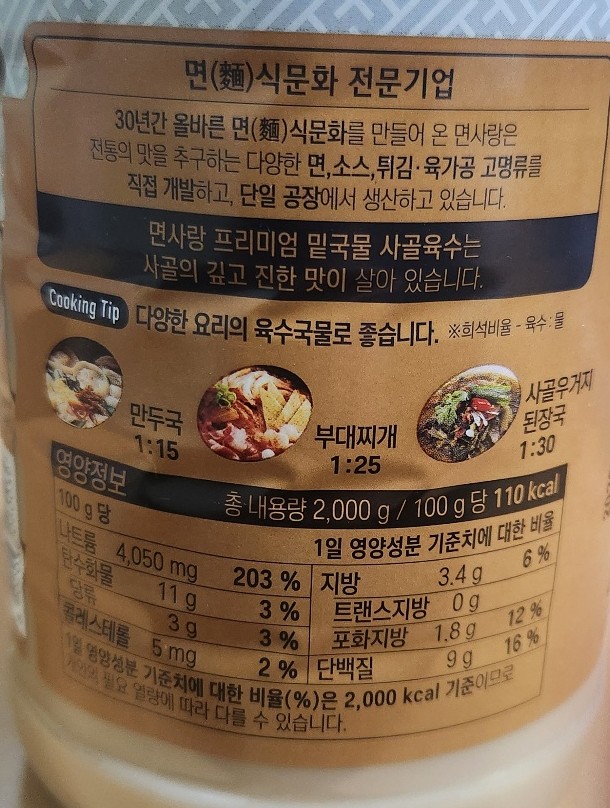 면(麵)식문화 전문기업
30년간 올바른 면(麵)식문화를 만들어 온 면사랑은
전통의 맛을 추구하는 다양한 면,소스,튀김·육가공 고명류를
직접 개발하고, 단일 공장에서 생산하고 있습니다.
면사랑 프리미엄 밑국물 사골육수는
사골의 깊고 진한 맛이 살아 있습니다.
Cooking Tip 다양한 요리의 육수국물로 좋습니다. ※희석비율 - 육수 : 물
만두국
1:15
부대찌개
1:25
사골우거지
된장국
1:30
영양정보 총 내용량 2,000 g / 100 g 당 110 kcal
100 g 당 1일 영양성분 기준치에 대한 비율
나트륨 4,050 mg 203 %
탄수화물 11 g 3 %
당류 3 g 3 %
콜레스테롤 5 mg 2 %
지방 3.4 g 6 %
트랜스지방 0 g
포화지방 1.8 g 12 %
단백질 9 g 16 %
1일 영양성분 기준치에 대한 비율(%)은 2,000 kcal 기준이므로
개인의 필요 열량에 따라 다를 수 있습니다.